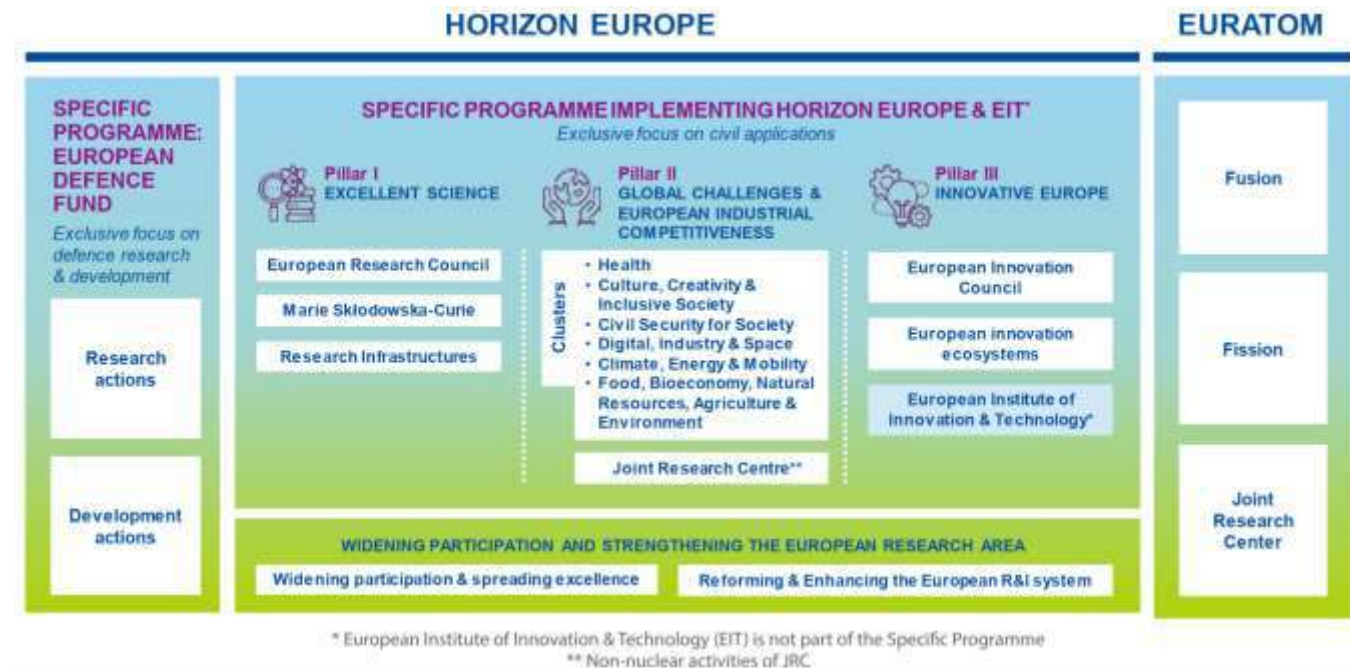 HORIZON EUROPE
EURATOM
SPECIFIC
PROGRAMME:
EUROPEAN
DEFENCE
FUND
Exclusive focus on
defence research
& development
Research
actions
Development
actions
SPECIFIC PROGRAMME IMPLEMENTING HORIZON EUROPE & EIT*
Exclusive focus on civil applications
Pillar I
EXCELLENT SCIENCE
European Research Council
Marie Sklodowska-Curie
Research Infrastructures
Pillar II
GLOBAL CHALLENGES &
EUROPEAN INDUSTRIAL
COMPETITIVENESS
Clusters
• Health
• Culture, Creativity &
Inclusive Society
• Civil Security for Society
• Digital, Industry & Space
• Climate, Energy & Mobility
• Food, Bioeconomy, Natural
Resources, Agriculture &
Environment
Joint Research Centre**
Pillar III
INNOVATIVE EUROPE
European Innovation
Council
European innovation
ecosystems
European Institute of
Innovation & Technology*
WIDENING PARTICIPATION AND STRENGTHENING THE EUROPEAN RESEARCH AREA
Widening participation & spreading excellence
Reforming & Enhancing the European R&I system
Fusion
Fission
Joint
Research
Center
* European Institute of Innovation & Technology (EIT) is not part of the Specific Programme
** Non-nuclear activities of JRC